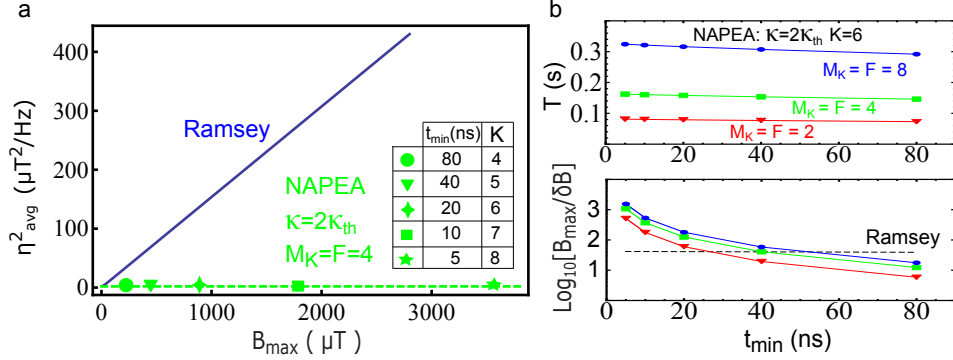 a
η²avg (μT²/Hz)
400
300
200
100
0
Ramsey
NAPEA
κ=2κth
MK=F=4
tmin(ns) K
80 4
40 5
20 6
10 7
5 8
0 1000 2000 3000
Bmax ( μT )
b
NAPEA: κ=2κth K=6
T (s)
0.3
0.2
0.1
MK = F = 8
MK = F = 4
MK = F = 2
0 20 40 60 80
Log10[Bmax/δB]
3
2
1
Ramsey
0 20 40 60 80
tmin (ns)